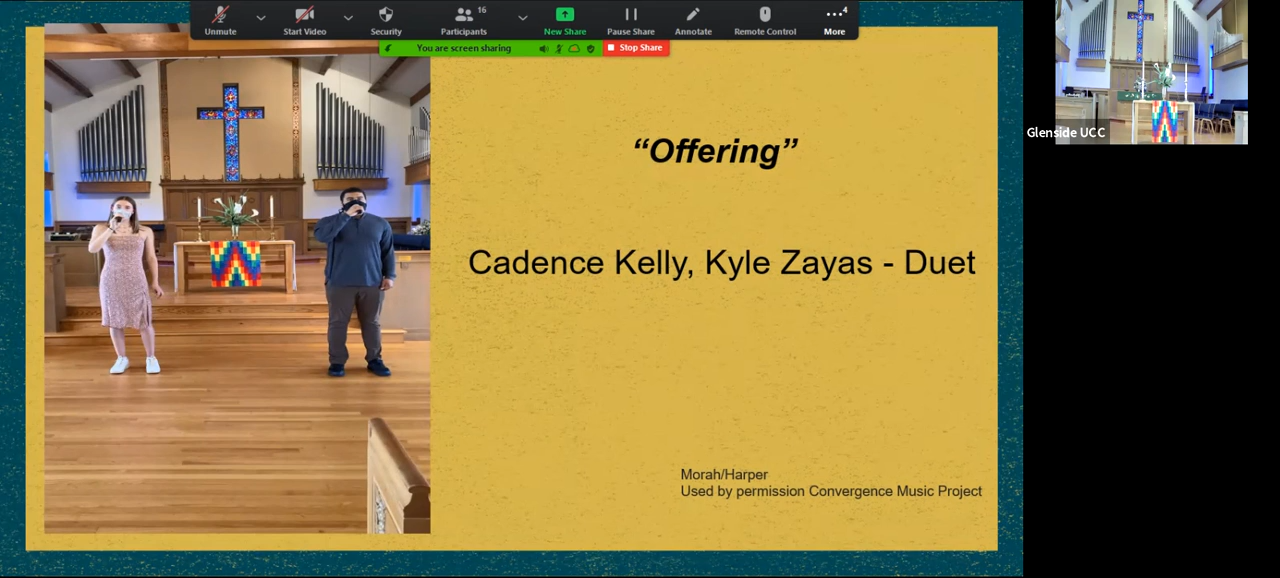 16
4
Unmute
Start Video
Security
Participants
New Share
Pause Share
Annotate
Remote Control
More
You are screen sharing
Stop Share
Glenside UCC
“Offering”
Cadence Kelly, Kyle Zayas - Duet
Morah/Harper
Used by permission Convergence Music Project